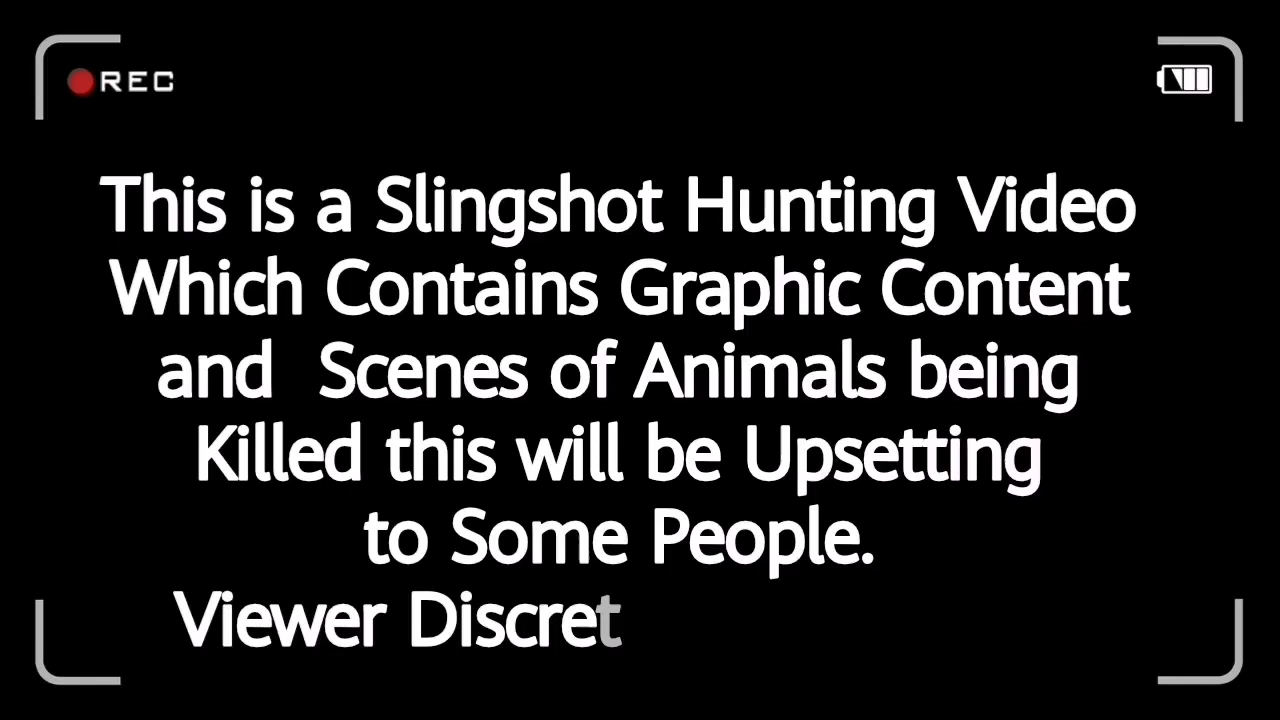 REC
This is a Slingshot Hunting Video
Which Contains Graphic Content
and  Scenes of Animals being
Killed this will be Upsetting
to Some People.
Viewer Discret